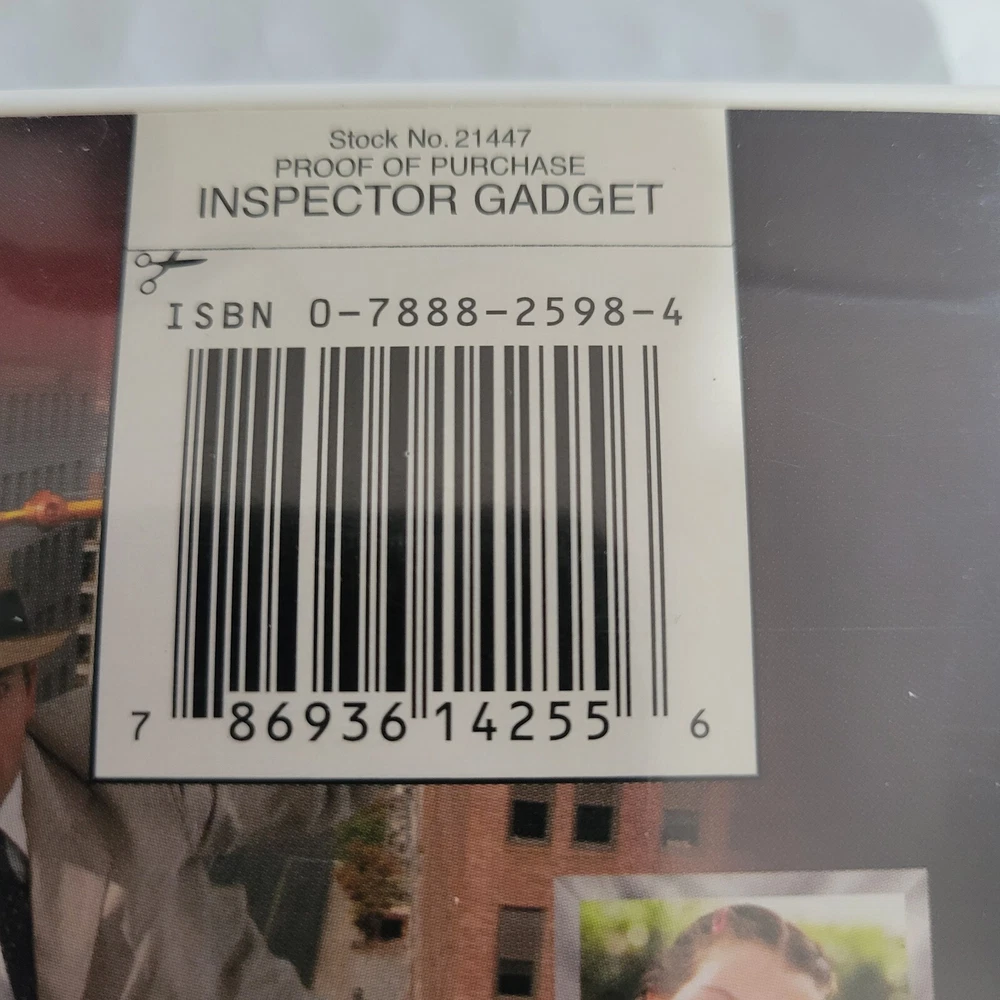 Stock No. 21447
PROOF OF PURCHASE
INSPECTOR GADGET
ISBN 0-7888-2598-4
7 86936 14255 6